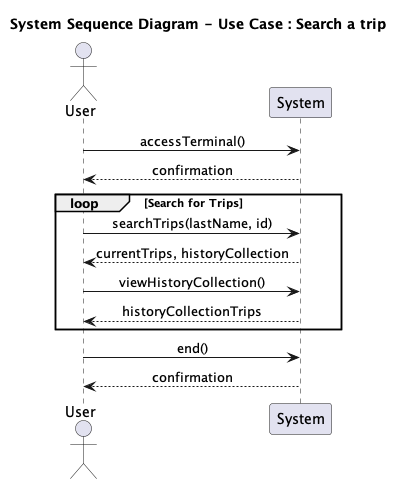 System Sequence Diagram - Use Case : Search a trip
User
System
accessTerminal()
confirmation
loop [Search for Trips]
searchTrips(lastName, id)
currentTrips, historyCollection
viewHistoryCollection()
historyCollectionTrips
end()
confirmation
User
System